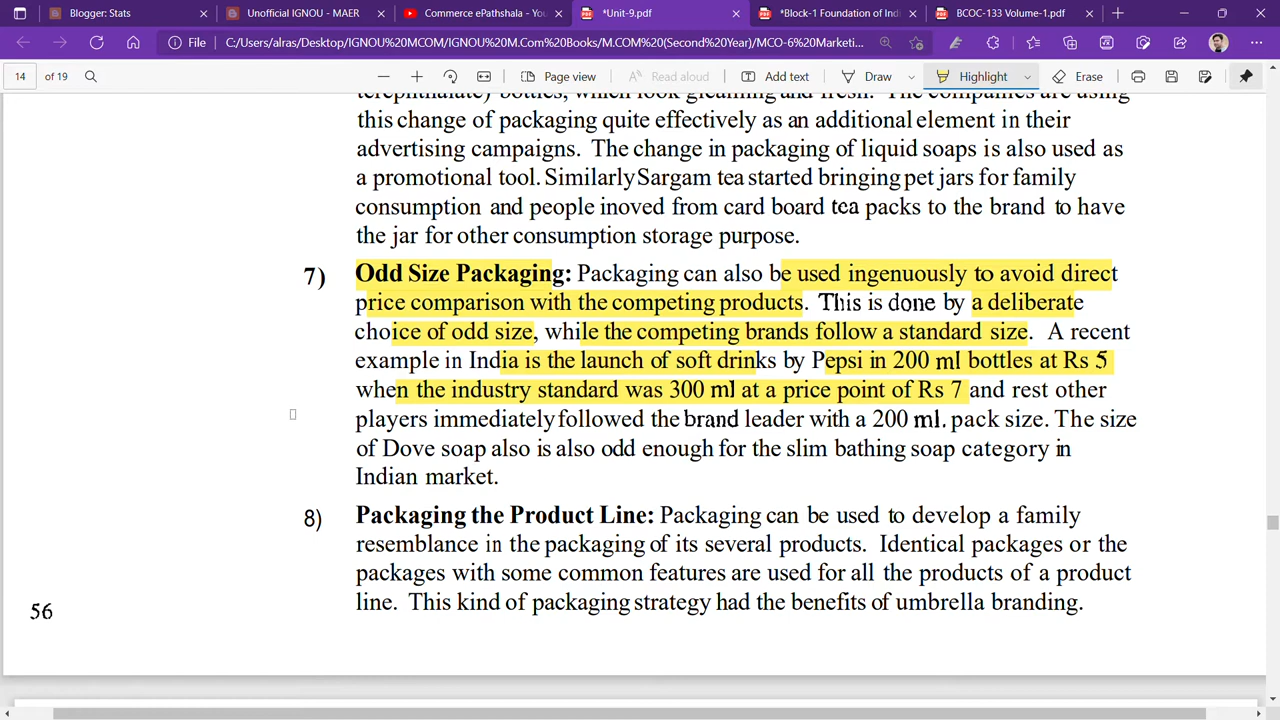 Blogger: Stats
Unofficial IGNOU - MAER
Commerce ePathshala - You
*Unit-9.pdf
*Block-1 Foundation of Ind
BCOC-133 Volume-1.pdf
File
C:/Users/alras/Desktop/IGNOU%20MCOM/IGNOU%20M.Com%20Books/M.COM%20(Second%20Year)/MCO-6%20Marketi...
14 of 19
Page view
Read aloud
Add text
Draw
Highlight
Erase
terephthalate) bottles, which look gleaming and fresh. The companies are using
this change of packaging quite effectively as an additional element in their
advertising campaigns. The change in packaging of liquid soaps is also used as
a promotional tool. Similarly Sargam tea started bringing pet jars for family
consumption and people inoved from card board tea packs to the brand to have
the jar for other consumption storage purpose.
7) Odd Size Packaging: Packaging can also be used ingenuously to avoid direct
price comparison with the competing products. This is done by a deliberate
choice of odd size, while the competing brands follow a standard size. A recent
example in India is the launch of soft drinks by Pepsi in 200 ml bottles at Rs 5
when the industry standard was 300 ml at a price point of Rs 7 and rest other
players immediately followed the brand leader with a 200 ml. pack size. The size
of Dove soap also is also odd enough for the slim bathing soap category in
Indian market.
8) Packaging the Product Line: Packaging can be used to develop a family
resemblance in the packaging of its several products. Identical packages or the
packages with some common features are used for all the products of a product
line. This kind of packaging strategy had the benefits of umbrella branding.
56